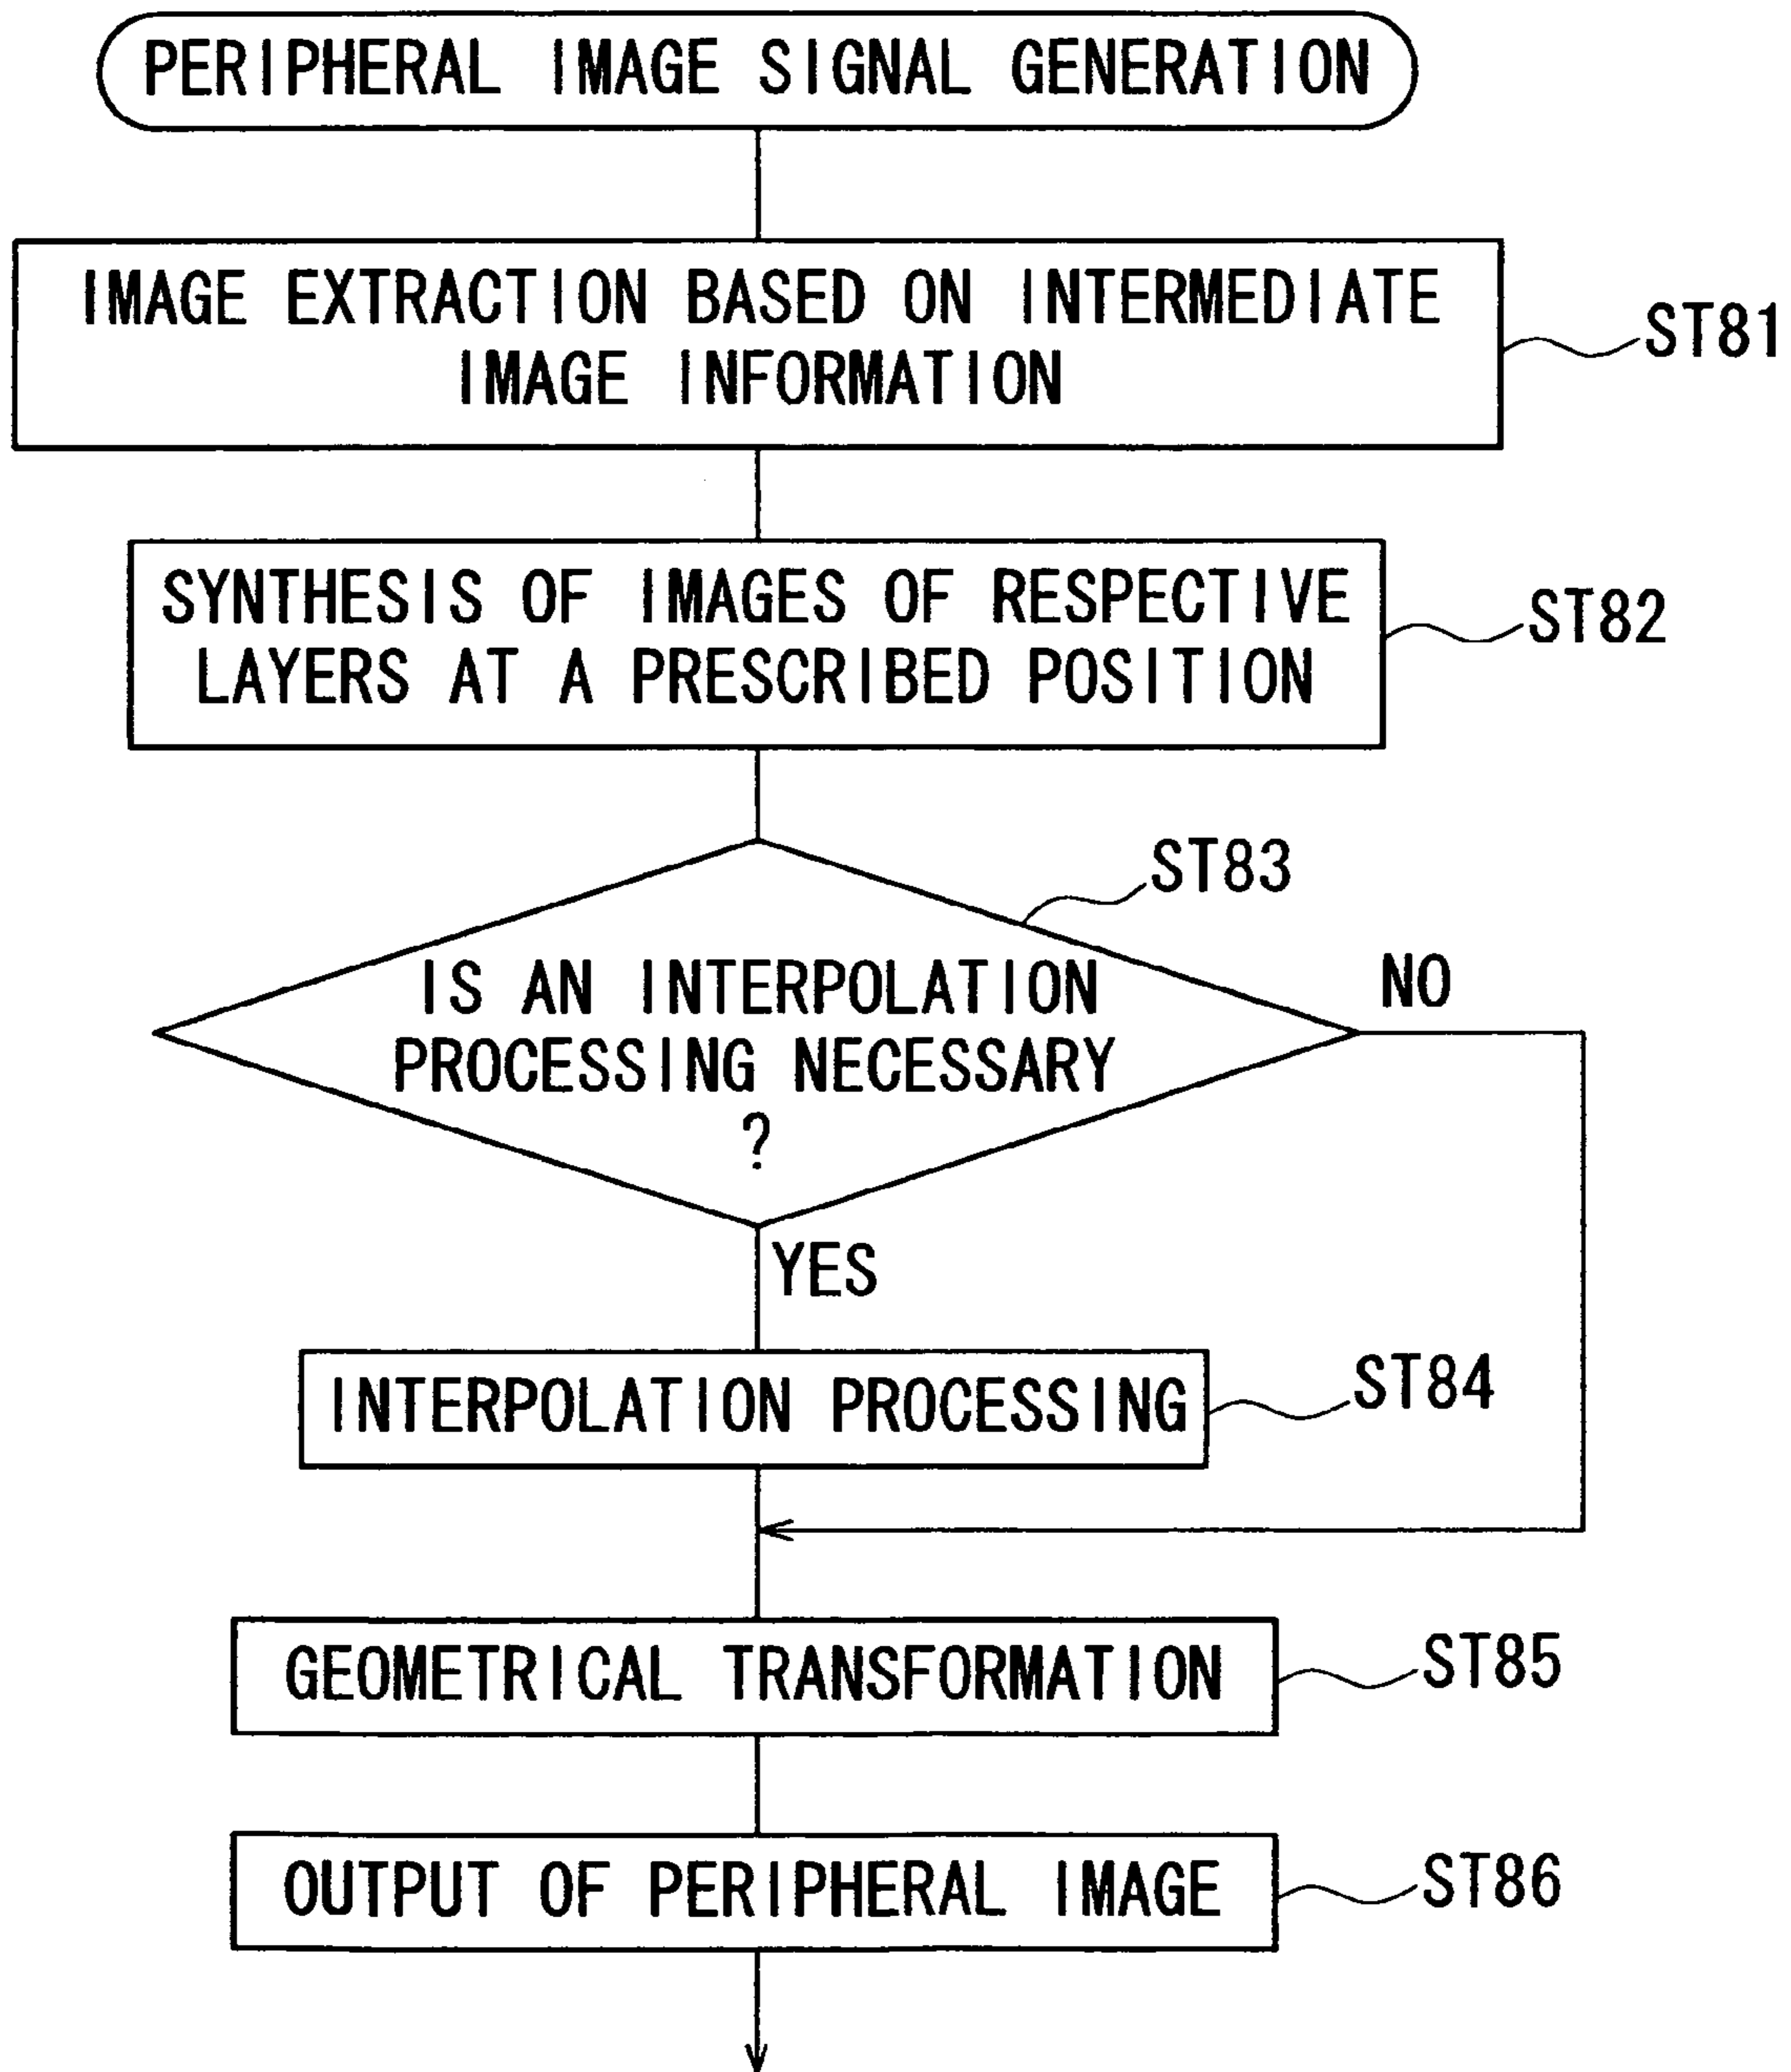 PERIPHERAL IMAGE SIGNAL GENERATION
IMAGE EXTRACTION BASED ON INTERMEDIATE
IMAGE INFORMATION
ST81
SYNTHESIS OF IMAGES OF RESPECTIVE
LAYERS AT A PRESCRIBED POSITION
ST82
ST83
IS AN INTERPOLATION
PROCESSING NECESSARY
?
NO
YES
INTERPOLATION PROCESSING
ST84
GEOMETRICAL TRANSFORMATION
ST85
OUTPUT OF PERIPHERAL IMAGE
ST86